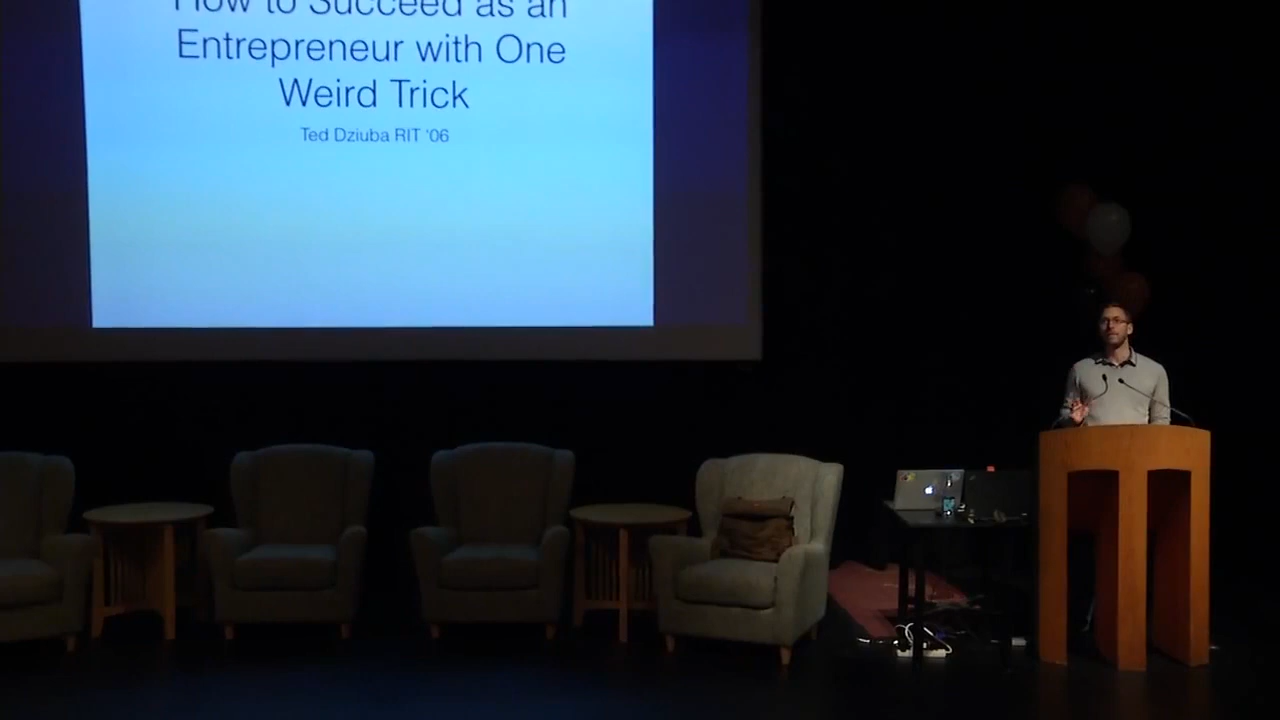 How to Succeed as an
Entrepreneur with One
Weird Trick
Ted Dziuba RIT '06